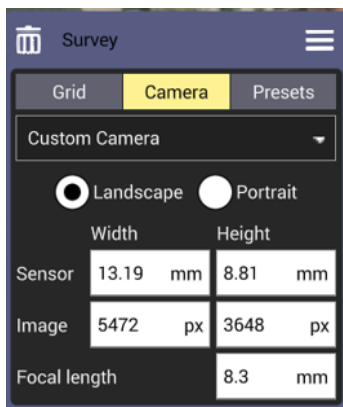 Survey
Grid Camera Presets
Custom Camera
Landscape Portrait
Width Height
Sensor 13.19 mm 8.81 mm
Image 5472 px 3648 px
Focal length 8.3 mm